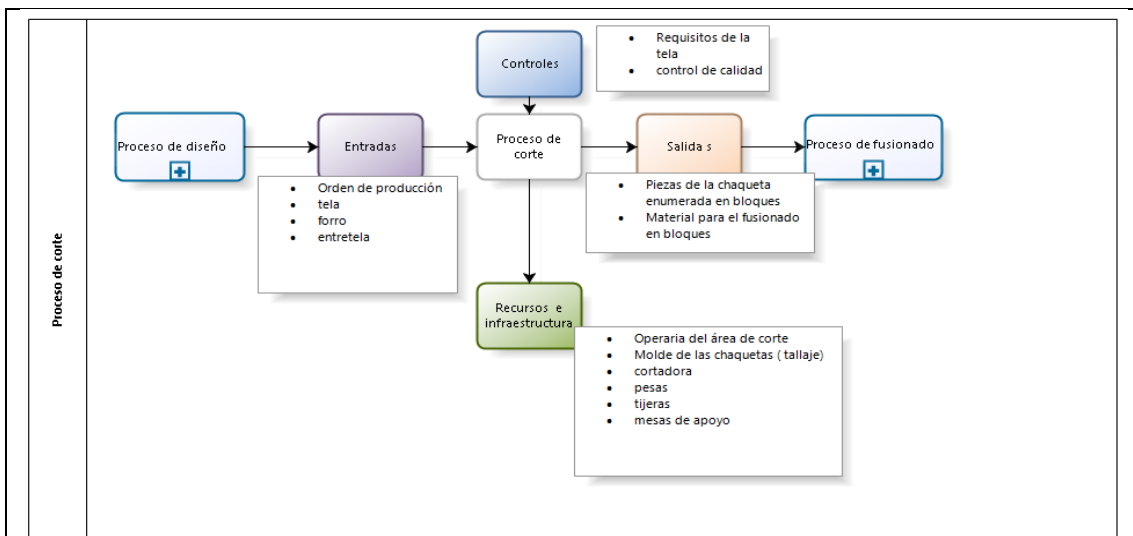 Proceso de corte
Controles
• Requisitos de la
tela
• control de calidad
Proceso de diseño
Entradas
Proceso de
corte
Salida s
Proceso de fusionado
• Orden de producción
• tela
• forro
• entretela
• Piezas de la chaqueta
enumerada en bloques
• Material para el fusionado
en bloques
Recursos e
infraestructura
• Operaria del área de corte
• Molde de las chaquetas ( tallaje)
• cortadora
• pesas
• tijeras
• mesas de apoyo